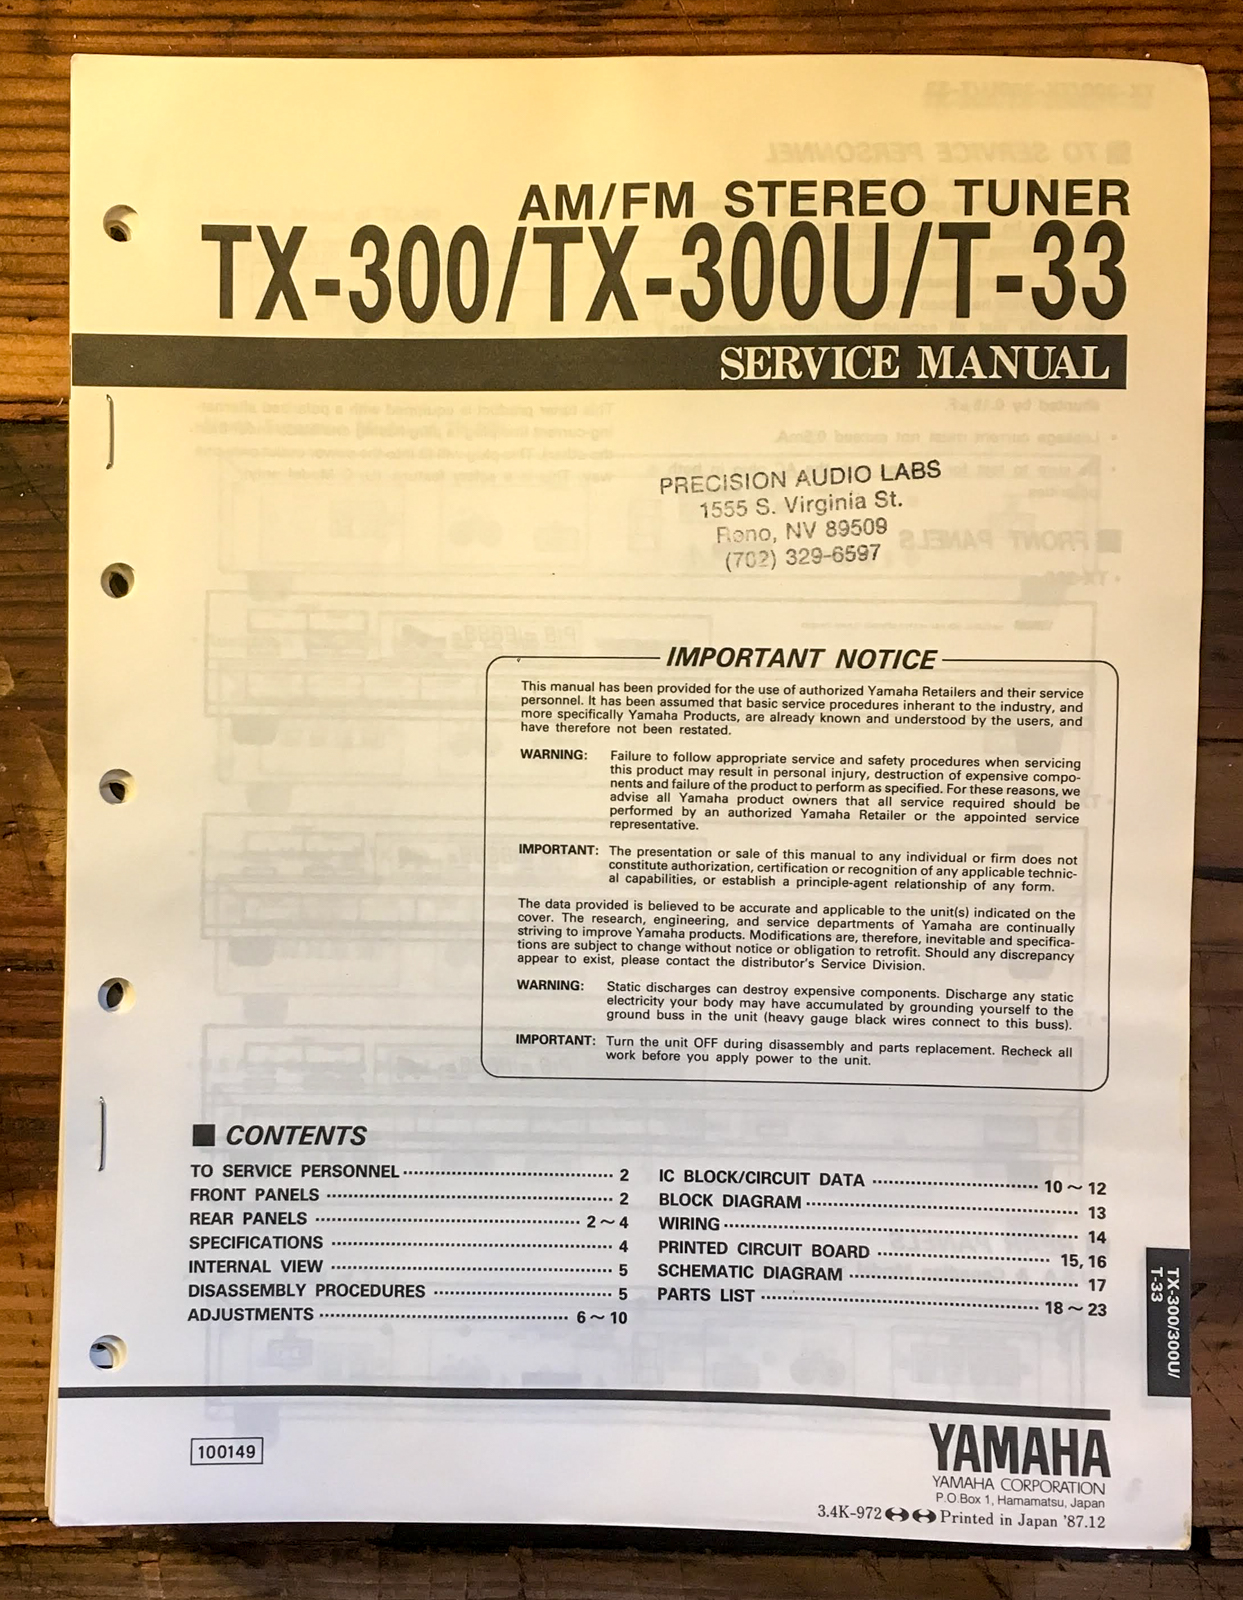 AM/FM STEREO TUNER
TX-300/TX-300U/T-33
SERVICE MANUAL
PRECISION AUDIO LABS
1555 S. Virginia St.
Reno, NV 89509
(702) 329-6597
IMPORTANT NOTICE
This manual has been provided for the use of authorized Yamaha Retailers and their service
personnel. It has been assumed that basic service procedures inherant to the industry, and
more specifically Yamaha Products, are already known and understood by the users, and
have therefore not been restated.
WARNING: Failure to follow appropriate service and safety procedures when servicing
this product may result in personal injury, destruction of expensive compo-
nents and failure of the product to perform as specified. For these reasons, we
advise all Yamaha product owners that all service required should be
performed by an authorized Yamaha Retailer or the appointed service
representative.
IMPORTANT: The presentation or sale of this manual to any individual or firm does not
constitute authorization, certification or recognition of any applicable technic-
al capabilities, or establish a principle-agent relationship of any form.
The data provided is believed to be accurate and applicable to the unit(s) indicated on the
cover. The research, engineering, and service departments of Yamaha are continually
striving to improve Yamaha products. Modifications are, therefore, inevitable and specifica-
tions are subject to change without notice or obligation to retrofit. Should any discrepancy
appear to exist, please contact the distributor's Service Division.
WARNING: Static discharges can destroy expensive components. Discharge any static
electricity your body may have accumulated by grounding yourself to the
ground buss in the unit (heavy gauge black wires connect to this buss).
IMPORTANT: Turn the unit OFF during disassembly and parts replacement. Recheck all
work before you apply power to the unit.
■ CONTENTS
TO SERVICE PERSONNEL ........ 2
FRONT PANELS ........ 2
REAR PANELS ........ 2~4
SPECIFICATIONS ........ 4
INTERNAL VIEW ........ 5
DISASSEMBLY PROCEDURES ........ 5
ADJUSTMENTS ........ 6~10
IC BLOCK/CIRCUIT DATA ........ 10~12
BLOCK DIAGRAM ........ 13
WIRING ........ 14
PRINTED CIRCUIT BOARD ........ 15, 16
SCHEMATIC DIAGRAM ........ 17
PARTS LIST ........ 18~23
TX-300/300U/
T-33
100149
YAMAHA
YAMAHA CORPORATION
P.O.Box 1, Hamamatsu, Japan
3.4K-972 Printed in Japan '87.12